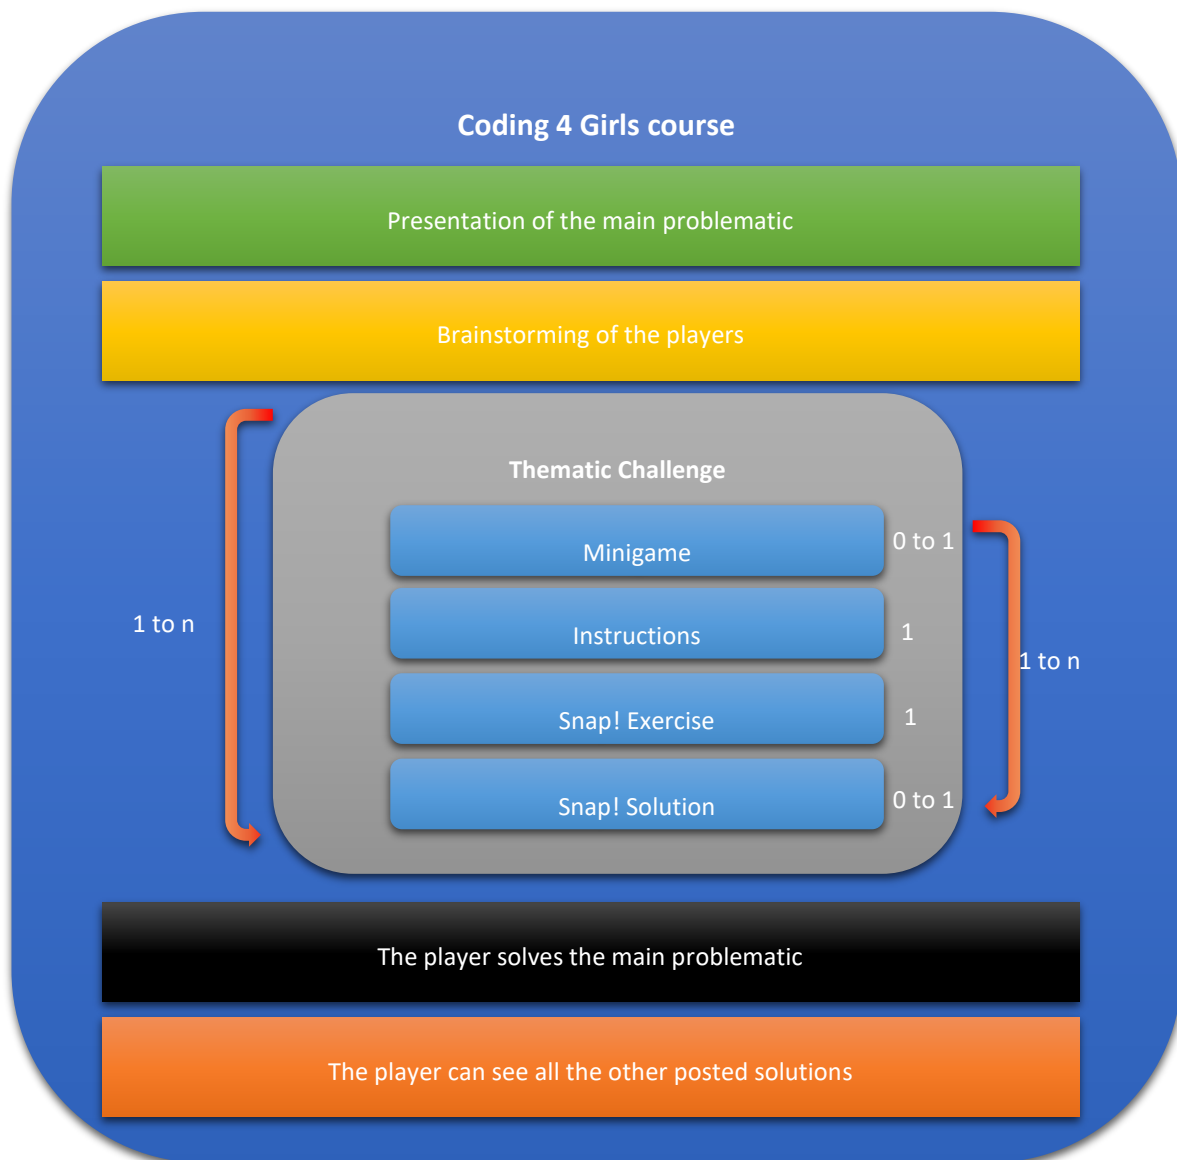 Coding 4 Girls course
Presentation of the main problematic
Brainstorming of the players
Thematic Challenge
Minigame
0 to 1
Instructions
1
1 to n
1 to n
Snap! Exercise
1
Snap! Solution
0 to 1
The player solves the main problematic
The player can see all the other posted solutions